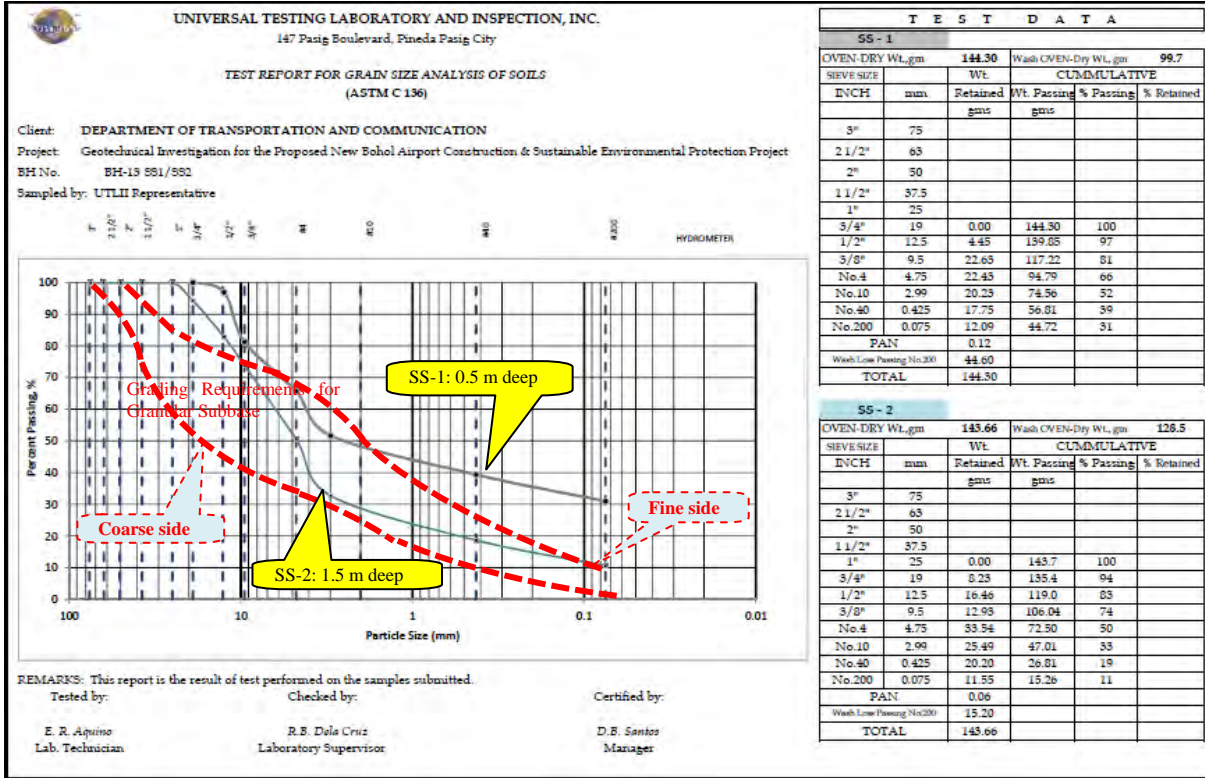 UNIVERSAL TESTING LABORATORY AND INSPECTION, INC.
147 Pasig Boulevard, Pineda Pasig City
TEST REPORT FOR GRAIN SIZE ANALYSIS OF SOILS
(ASTM C 136)
Client: DEPARTMENT OF TRANSPORTATION AND COMMUNICATION
Project: Geotechnical Investigation for the Proposed New Bohol Airport Construction & Sustainable Environmental Protection Project
BH No. BH-13 SS1/SS2
Sampled by: UTLII Representative
3" 2 1/2" 2" 1 1/2" 1" 3/4" 1/2" 3/8" #4 #10 #40 #200 HYDROMETER
100
90
80
70
60
50
40
30
20
10
0
Percent Passing, %
Grading Requirements for
Granular Subbase
SS-1: 0.5 m deep
Coarse side
Fine side
SS-2: 1.5 m deep
100 10 1 0.1 0.01
Particle Size (mm)
REMARKS: This report is the result of test performed on the samples submitted.
Tested by: Checked by: Certified by:
E. R. Aquino R.B. Dela Cruz D.B. Santos
Lab. Technician Laboratory Supervisor Manager
T E S T D A T A
SS - 1
OVEN-DRY Wt.,gm 144.30 Wash OVEN-Dry Wt., gm 99.7
SIEVE SIZE Wt. CUMMULATIVE
INCH mm Retained Wt. Passing % Passing % Retained
gms gms
3" 75
2 1/2" 63
2" 50
1 1/2" 37.5
1" 25
3/4" 19 0.00 144.30 100
1/2" 12.5 4.45 139.85 97
3/8" 9.5 22.63 117.22 81
No.4 4.75 22.43 94.79 66
No.10 2.99 20.23 74.56 52
No.40 0.425 17.75 56.81 39
No.200 0.075 12.09 44.72 31
PAN 0.12
Wash Loss Passing No.200 44.60
TOTAL 144.30
SS - 2
OVEN-DRY Wt.,gm 143.66 Wash OVEN-Dry Wt., gm 128.5
SIEVE SIZE Wt. CUMMULATIVE
INCH mm Retained Wt. Passing % Passing % Retained
gms gms
3" 75
2 1/2" 63
2" 50
1 1/2" 37.5
1" 25 0.00 143.7 100
3/4" 19 8.23 135.4 94
1/2" 12.5 16.46 119.0 83
3/8" 9.5 12.93 106.04 74
No.4 4.75 33.54 72.50 50
No.10 2.99 25.49 47.01 33
No.40 0.425 20.20 26.81 19
No.200 0.075 11.55 15.26 11
PAN 0.06
Wash Loss Passing No.200 15.20
TOTAL 143.66